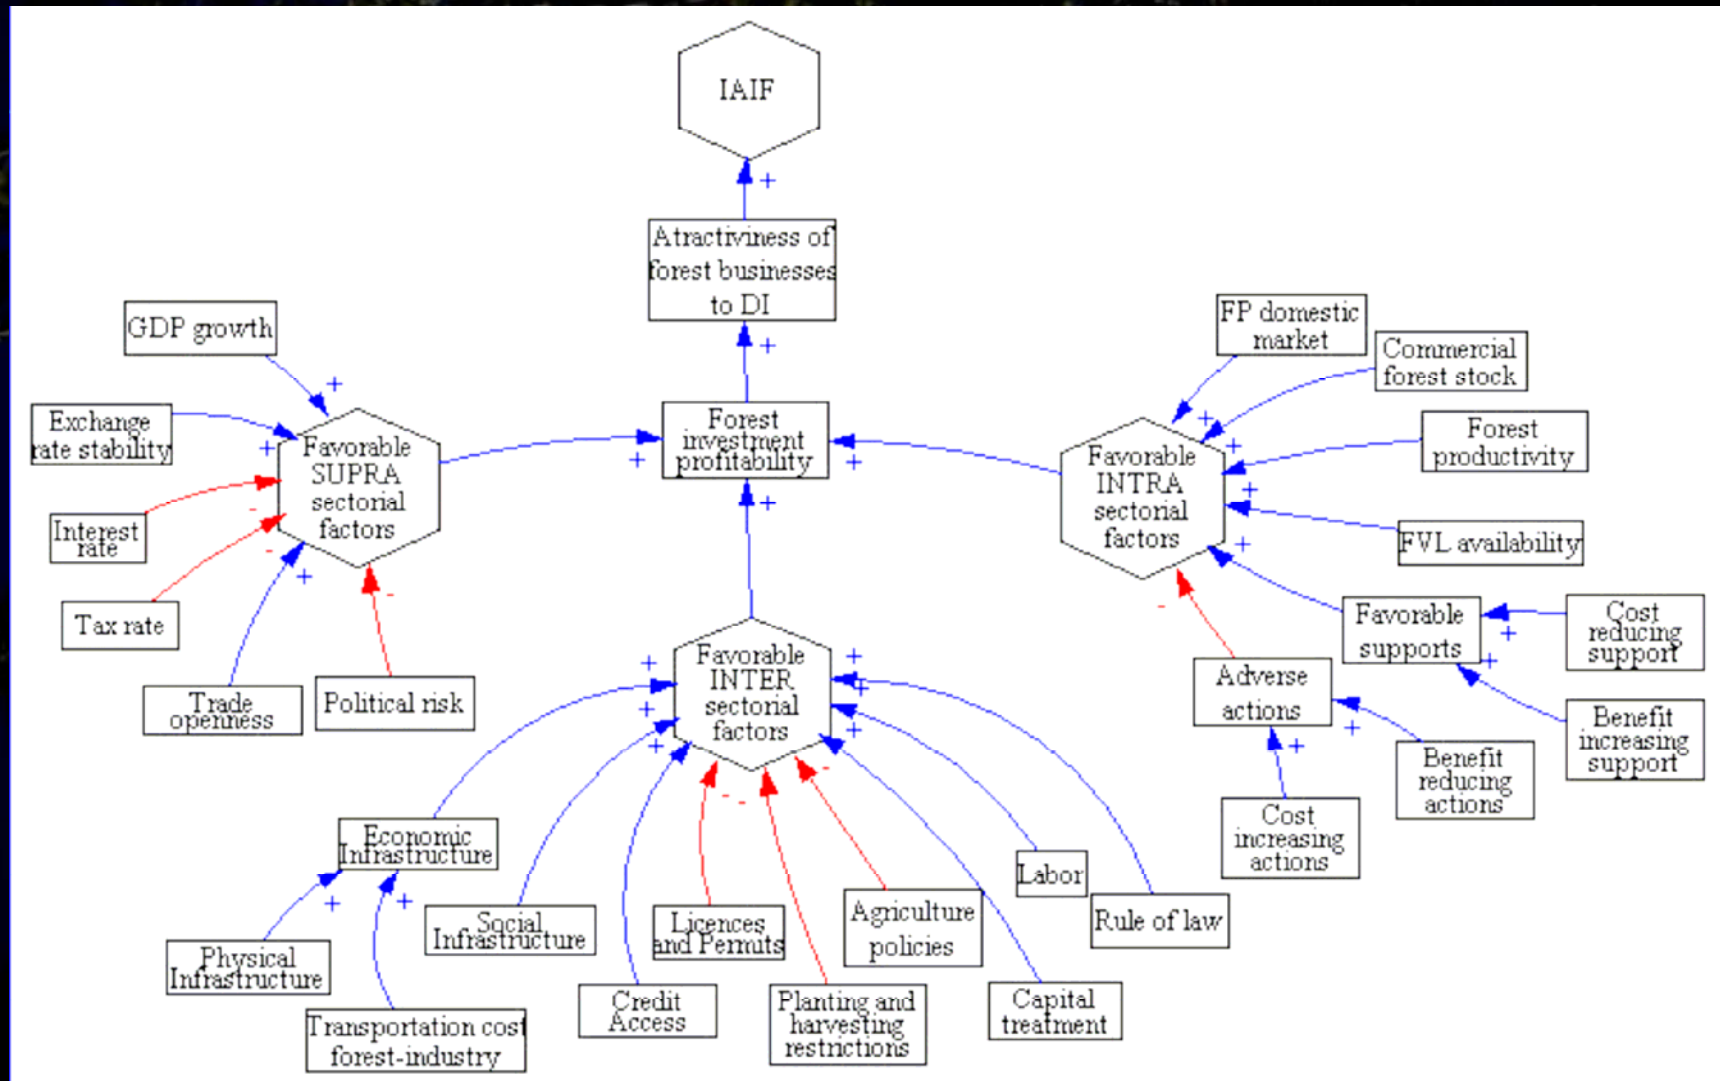 IAIF
Atractiviness of
forest businesses
to DI
GDP growth
Exchange
rate stability
Interest
rate
Tax rate
Trade
openness
Political risk
Favorable
SUPRA
sectorial
factors
Forest
investment
profitability
Favorable
INTRA
sectorial
factors
FP domestic
market
Commercial
forest stock
Forest
productivity
FVL availability
Favorable
supports
Cost
reducing
support
Benefit
increasing
support
Adverse
actions
Benefit
reducing
actions
Cost
increasing
actions
Favorable
INTER
sectorial
factors
Economic
Infrastructure
Physical
Infrastructure
Transportation cost
forest-industry
Social
Infrastructure
Credit
Access
Licences
and Permits
Planting and
harvesting
restrictions
Agriculture
policies
Labor
Capital
treatment
Rule of law